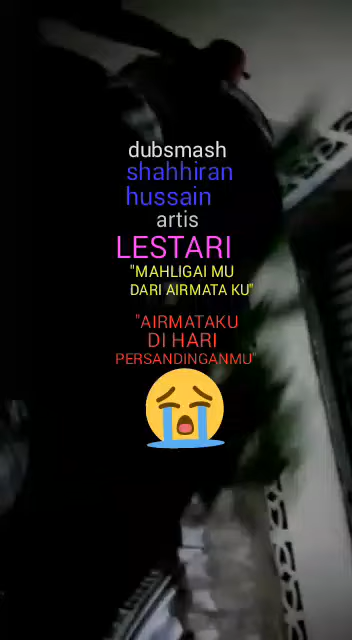 dubsmash
shahhiran
hussain
artis
LESTARI
"MAHLIGAI MU
DARI AIRMATA KU"
"AIRMATAKU
DI HARI
PERSANDINGANMU"